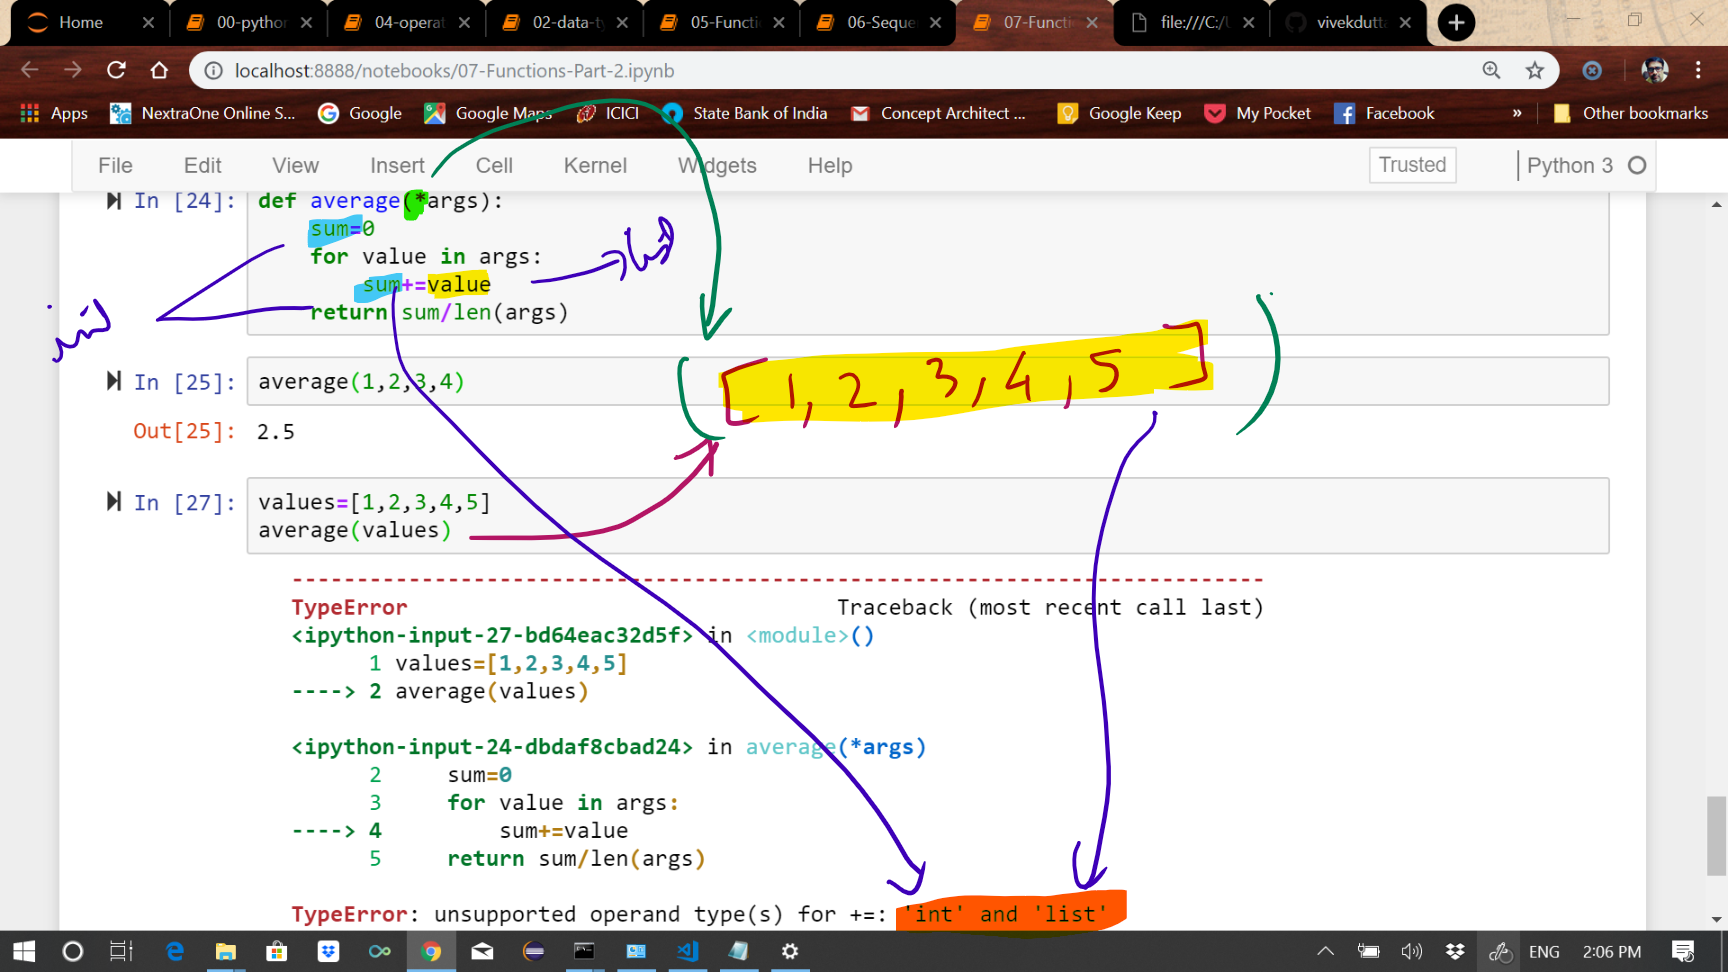 Home
00-python
04-operat
02-data-t
05-Functi
06-Seque
07-Functi
file:///C:/
vivekdutta
localhost:8888/notebooks/07-Functions-Part-2.ipynb
Apps
NextraOne Online S...
Google
Google Maps
ICICI
State Bank of India
Concept Architect ...
Google Keep
My Pocket
Facebook
»
Other bookmarks
File Edit View Insert Cell Kernel Widgets Help
Trusted
Python 3
In [24]: def average(*args):
sum=0
for value in args:
sum+=value
return sum/len(args)
In [25]: average(1,2,3,4)
([1,2,3,4,5])
Out[25]: 2.5
In [27]: values=[1,2,3,4,5]
average(values)
---------------------------------------------------------------------------
TypeError Traceback (most recent call last)
<ipython-input-27-bd64eac32d5f> in <module>()
1 values=[1,2,3,4,5]
----> 2 average(values)
<ipython-input-24-dbdaf8cbad24> in average(*args)
2 sum=0
3 for value in args:
----> 4 sum+=value
5 return sum/len(args)
TypeError: unsupported operand type(s) for +=: 'int' and 'list'
ENG
2:06 PM